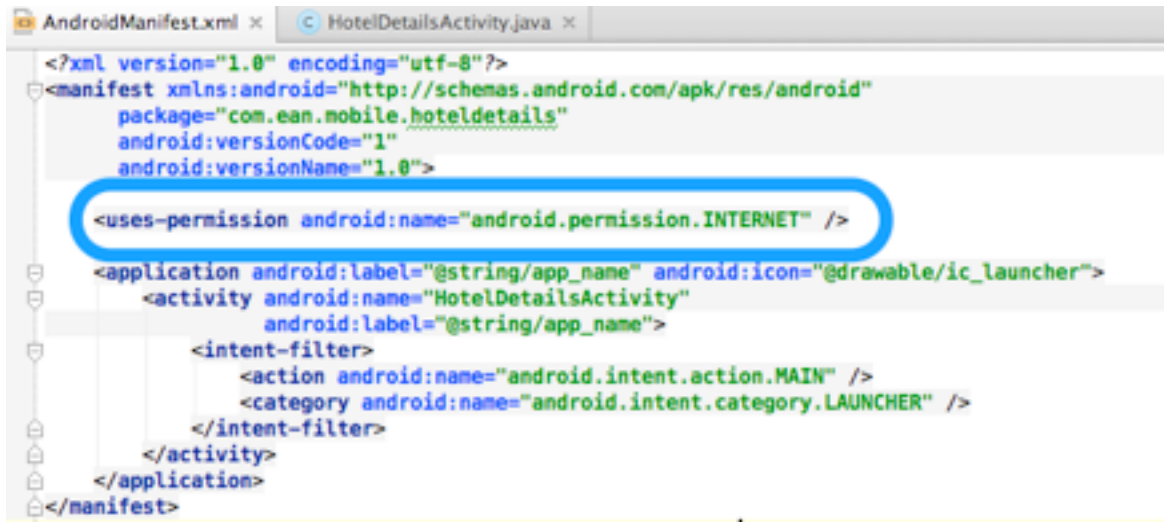 AndroidManifest.xml × HotelDetailsActivity.java ×
<?xml version="1.0" encoding="utf-8"?>
<manifest xmlns:android="http://schemas.android.com/apk/res/android"
package="com.ean.mobile.hoteldetails"
android:versionCode="1"
android:versionName="1.0">
<uses-permission android:name="android.permission.INTERNET" />
<application android:label="@string/app_name" android:icon="@drawable/ic_launcher">
<activity android:name="HotelDetailsActivity"
android:label="@string/app_name">
<intent-filter>
<action android:name="android.intent.action.MAIN" />
<category android:name="android.intent.category.LAUNCHER" />
</intent-filter>
</activity>
</application>
</manifest>